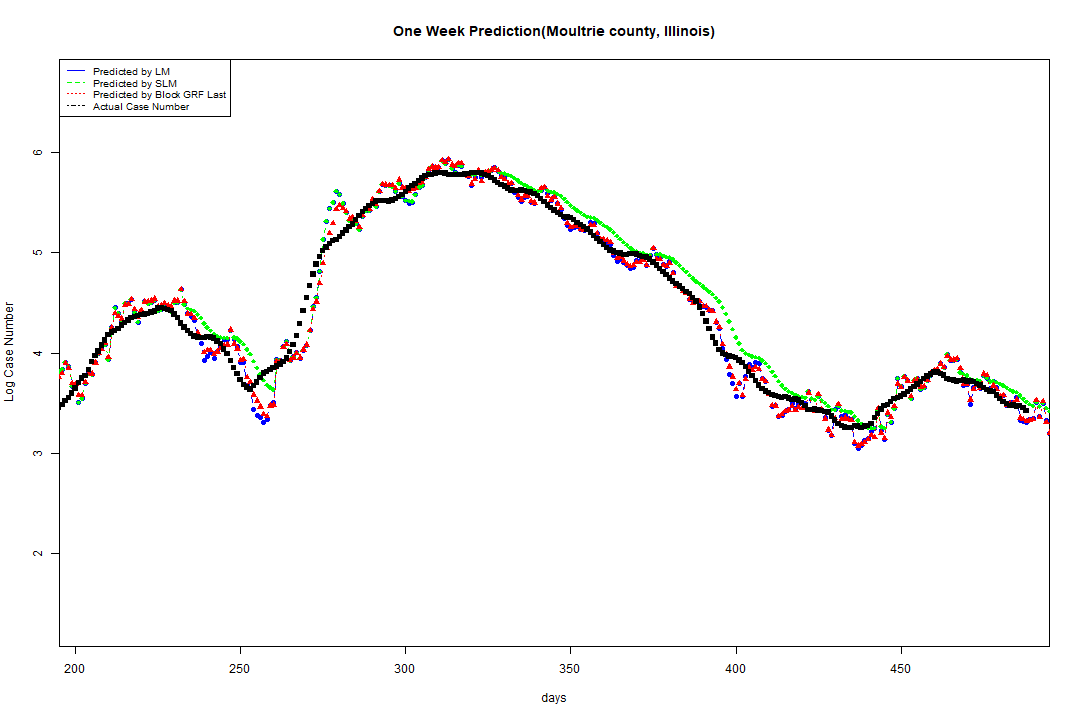 One Week Prediction(Moultrie county, Illinois)
Predicted by LM
Predicted by SLM
Predicted by Block GRF Last
Actual Case Number
Log Case Number
6
5
4
3
2
200 250 300 350 400 450
days